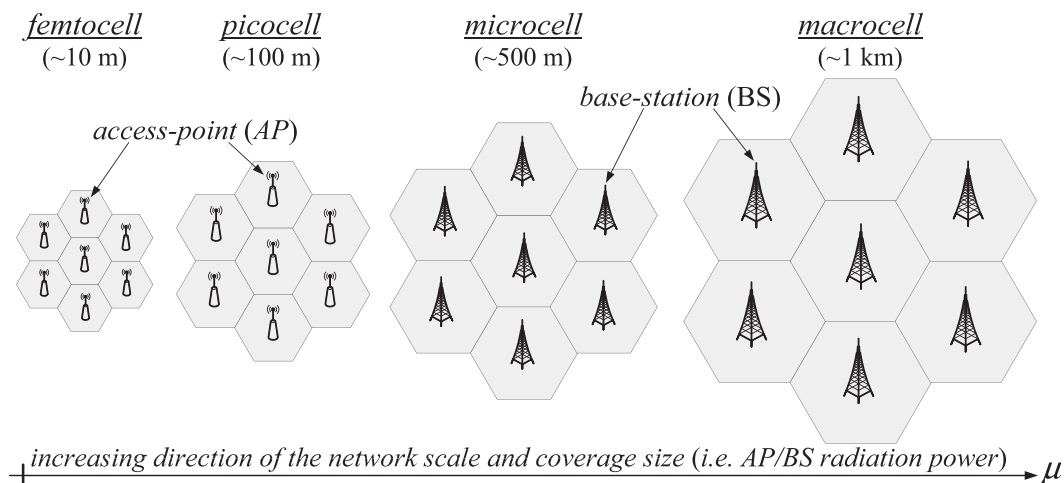 femtocell
(~10 m)
picocell
(~100 m)
microcell
(~500 m)
macrocell
(~1 km)
access-point (AP)
base-station (BS)
increasing direction of the network scale and coverage size (i.e. AP/BS radiation power)
μ